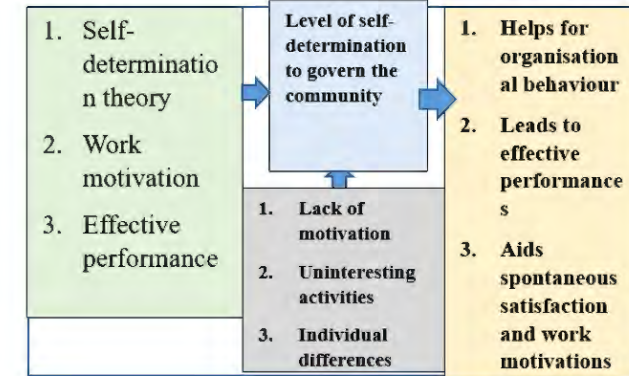 1. Self-
determinatio
n theory
2. Work
motivation
3. Effective
performance
Level of self-
determination
to govern the
community
1. Lack of
motivation
2. Uninteresting
activities
3. Individual
differences
1. Helps for
organisation
al behaviour
2. Leads to
effective
performance
s
3. Aids
spontaneous
satisfaction
and work
motivations